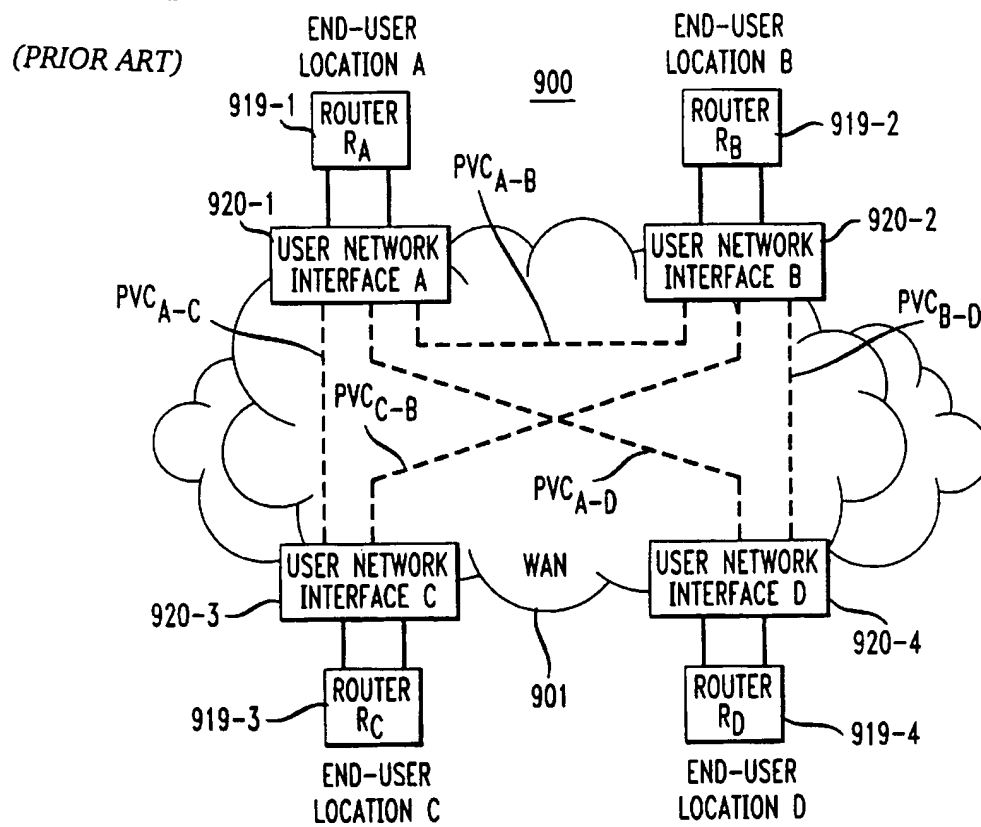 (PRIOR ART)
END-USER
LOCATION A
END-USER
LOCATION B
900
919-1
ROUTER
RA
ROUTER
RB
919-2
PVCA-B
920-1
USER NETWORK
INTERFACE A
USER NETWORK
INTERFACE B
920-2
PVCA-C
PVCB-D
PVCC-B
PVCA-D
USER NETWORK
INTERFACE C
WAN
USER NETWORK
INTERFACE D
920-3
920-4
901
919-3
ROUTER
RC
ROUTER
RD
919-4
END-USER
LOCATION C
END-USER
LOCATION D